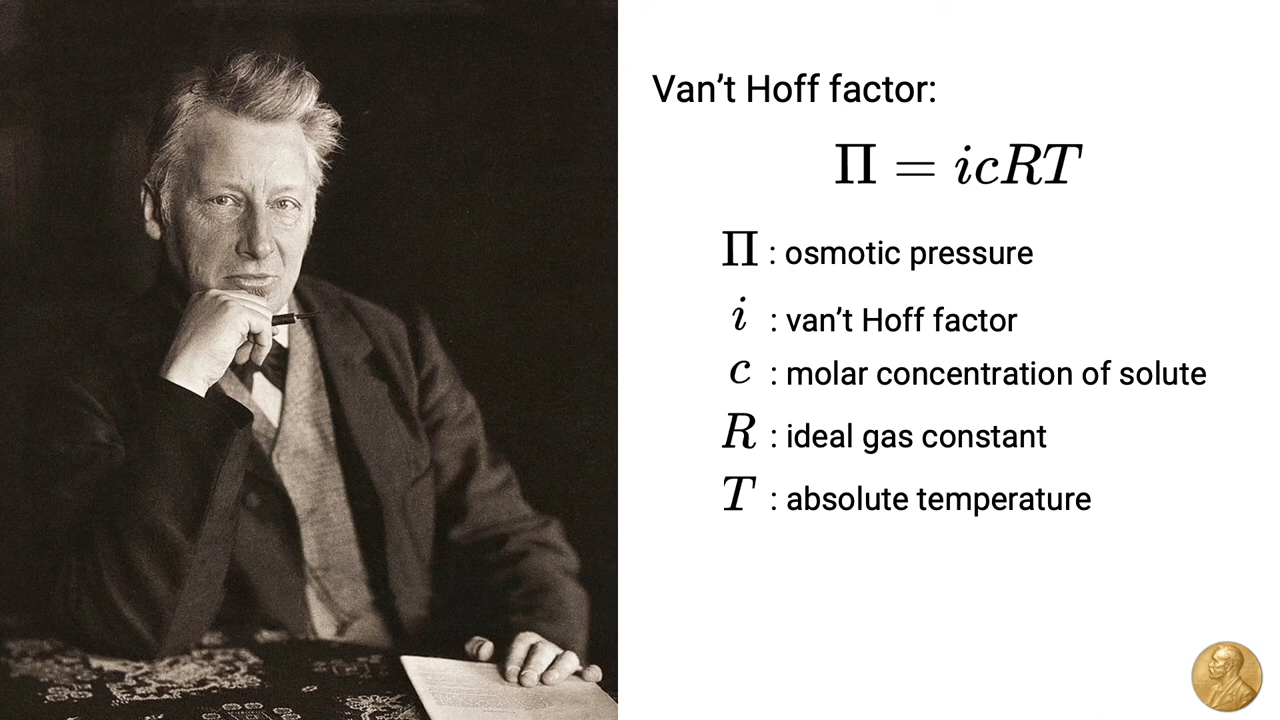 Van’t Hoff factor:
Π = icRT
Π : osmotic pressure
i : van’t Hoff factor
c : molar concentration of solute
R : ideal gas constant
T : absolute temperature